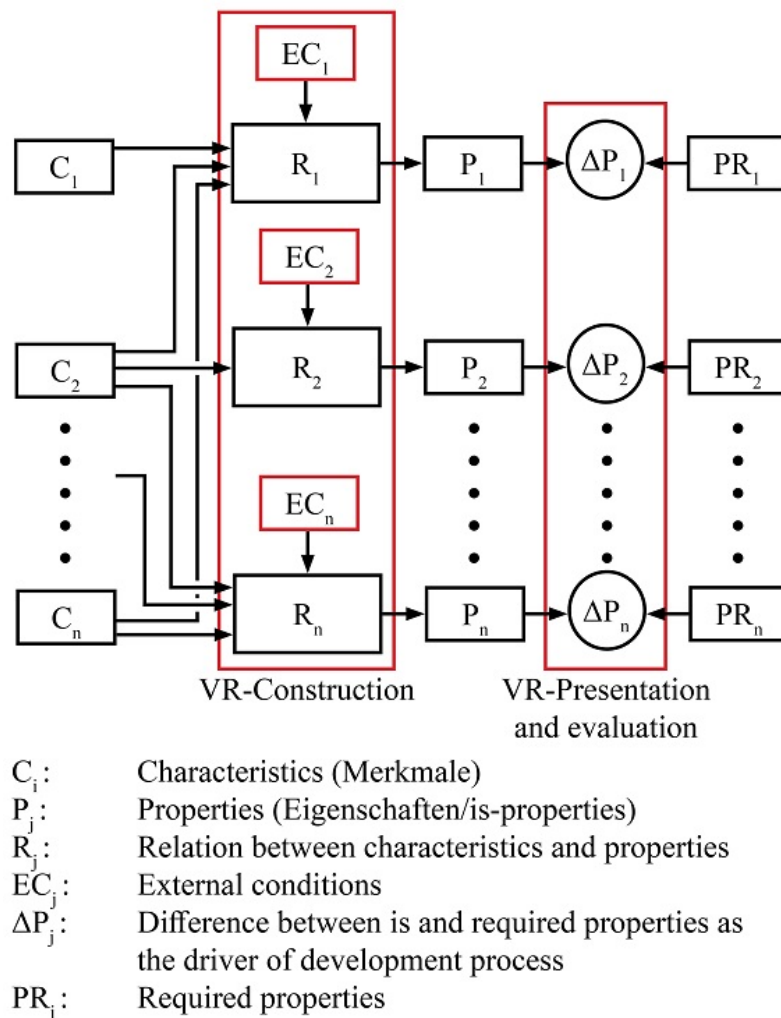 EC₁
C₁ R₁ P₁ ΔP₁ PR₁
EC₂
C₂ R₂ P₂ ΔP₂ PR₂
ECₙ
Cₙ Rₙ Pₙ ΔPₙ PRₙ
VR-Construction VR-Presentation
and evaluation
Cᵢ: Characteristics (Merkmale)
Pⱼ: Properties (Eigenschaften/is-properties)
Rⱼ: Relation between characteristics and properties
ECⱼ: External conditions
ΔPⱼ: Difference between is and required properties as
the driver of development process
PRⱼ: Required properties